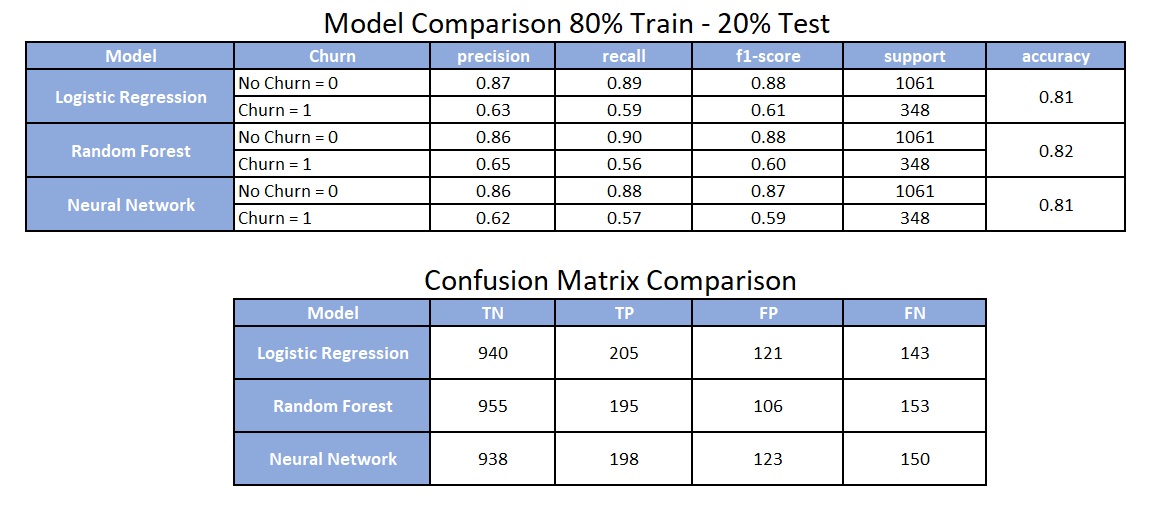 Model Comparison 80% Train - 20% Test
Model Churn precision recall f1-score support accuracy
Logistic Regression No Churn = 0 0.87 0.89 0.88 1061 0.81
Churn = 1 0.63 0.59 0.61 348
Random Forest No Churn = 0 0.86 0.90 0.88 1061 0.82
Churn = 1 0.65 0.56 0.60 348
Neural Network No Churn = 0 0.86 0.88 0.87 1061 0.81
Churn = 1 0.62 0.57 0.59 348
Confusion Matrix Comparison
Model TN TP FP FN
Logistic Regression 940 205 121 143
Random Forest 955 195 106 153
Neural Network 938 198 123 150